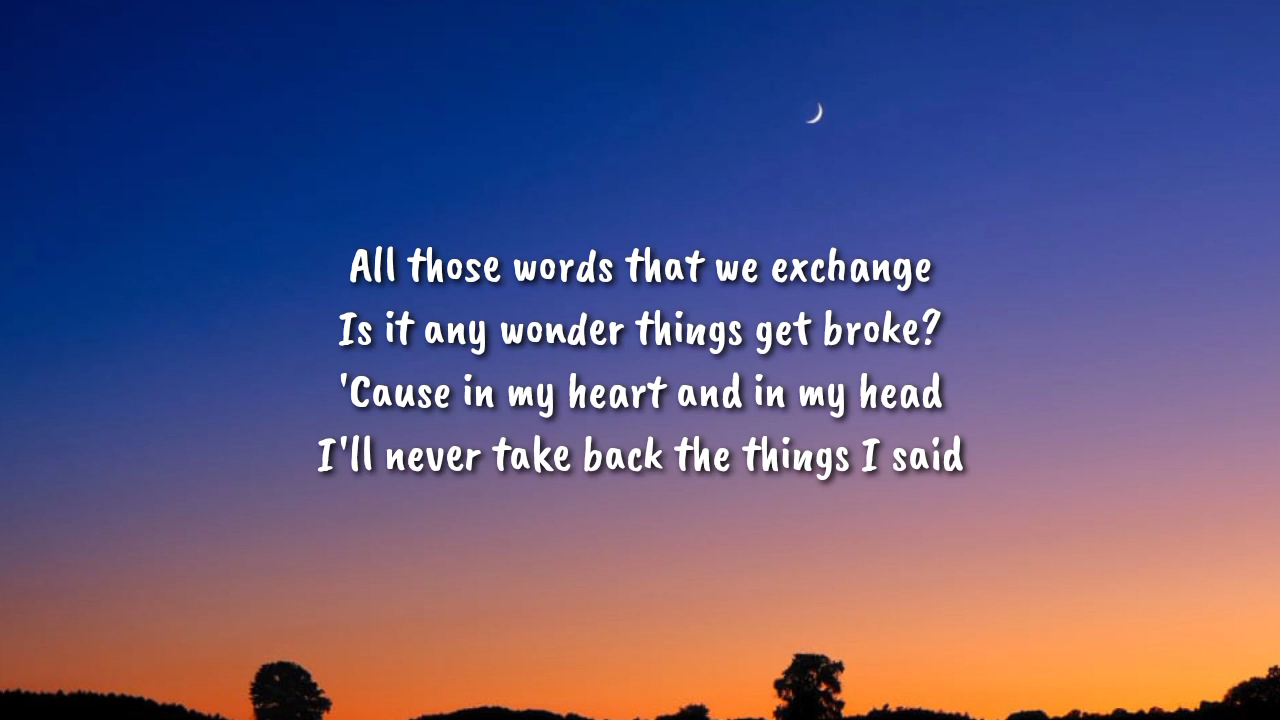 All those words that we exchange
Is it any wonder things get broke?
'Cause in my heart and in my head
I'll never take back the things I said